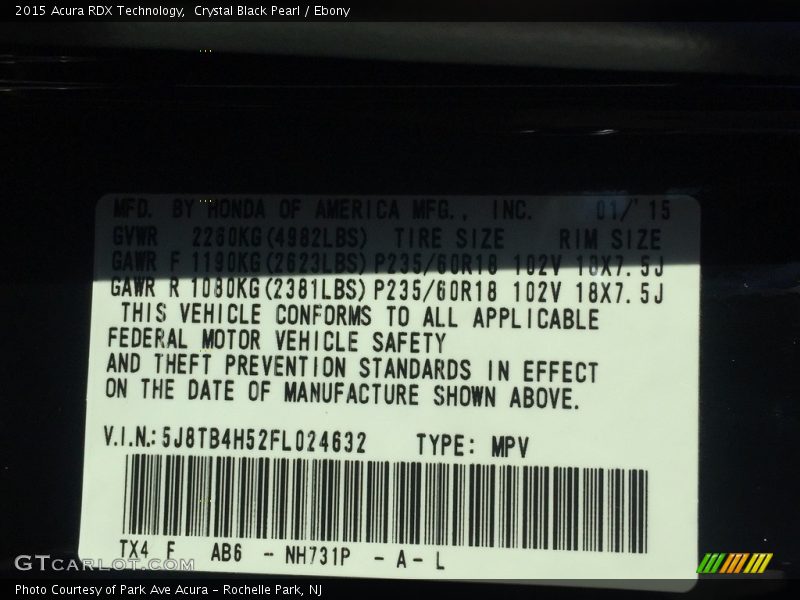 2015 Acura RDX Technology,  Crystal Black Pearl / Ebony
MFD. BY HONDA OF AMERICA MFG., INC. 01/'15
GVWR 2260KG(4982LBS) TIRE SIZE RIM SIZE
GAWR F 1190KG(2623LBS) P235/60R18 102V 18X7.5J
GAWR R 1080KG(2381LBS) P235/60R18 102V 18X7.5J
THIS VEHICLE CONFORMS TO ALL APPLICABLE
FEDERAL MOTOR VEHICLE SAFETY
AND THEFT PREVENTION STANDARDS IN EFFECT
ON THE DATE OF MANUFACTURE SHOWN ABOVE.
V.I.N.: 5J8TB4H52FL024632 TYPE: MPV
TX4 F AB6 - NH731P - A - L
GTCARLOT.COM
Photo Courtesy of Park Ave Acura - Rochelle Park, NJ